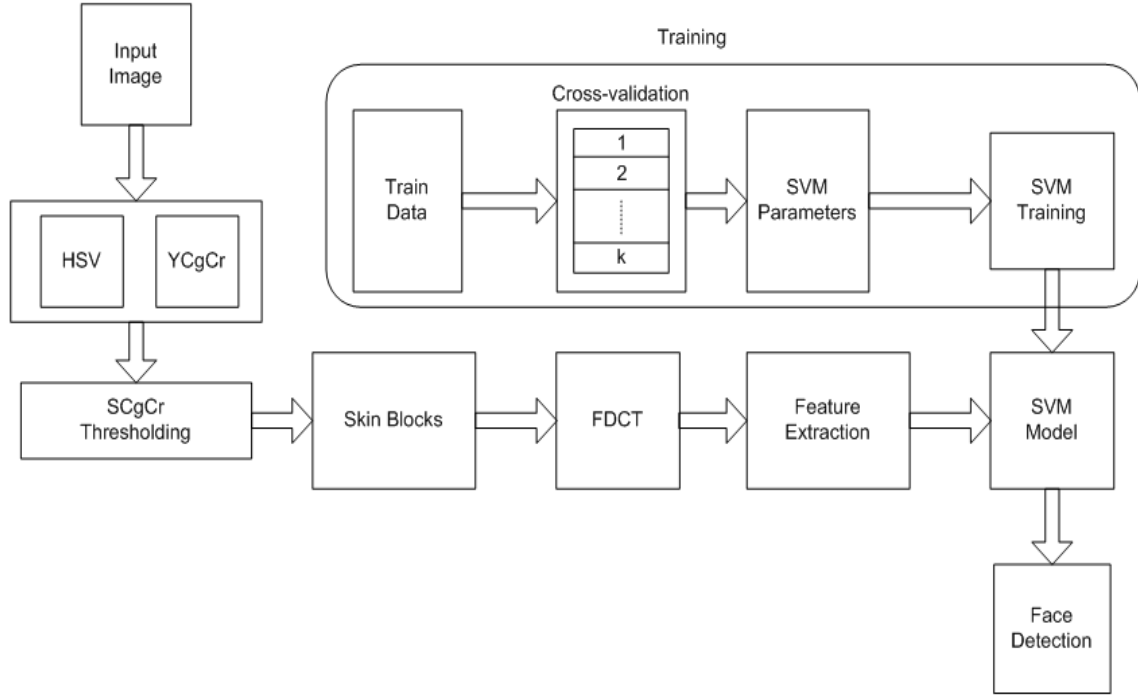 Input
Image
Training
Cross-validation
Train
Data
1
2
k
SVM
Parameters
SVM
Training
HSV
YCgCr
SCgCr
Thresholding
Skin Blocks
FDCT
Feature
Extraction
SVM
Model
Face
Detection